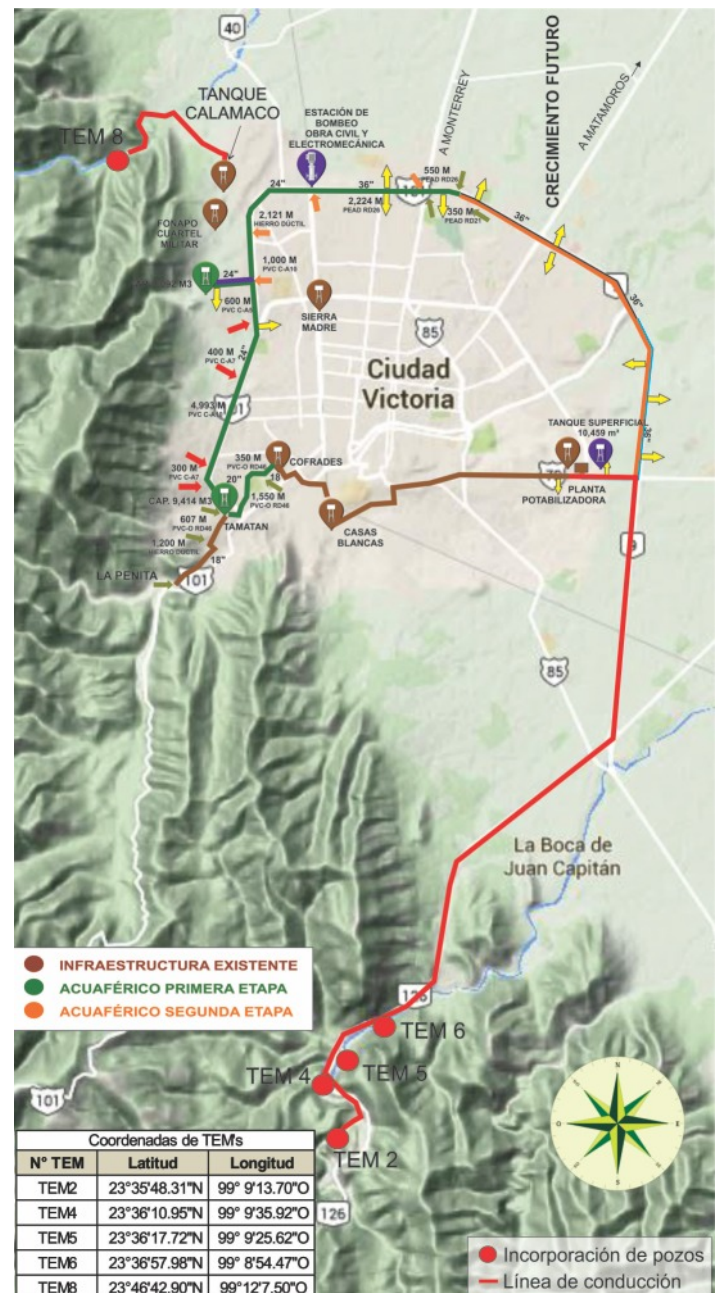 40
TANQUE
CALAMACO
TEM 8
ESTACIÓN DE
BOMBEO
OBRA CIVIL Y
ELECTROMECÁNICA
A MONTERREY
CRECIMIENTO FUTURO
A MATAMOROS
24"
36"
550 M
PEAD RD26
101
2,224 M
PEAD RD26
350 M
PEAD RD21
36"
FONAPO
CUARTEL
MILITAR
2,121 M
HIERRO DÚCTIL
24"
1,000 M
PVC C-A10
600 M
PVC C-A5
SIERRA
MADRE
36"
85
400 M
PVC C-A7
24"
Ciudad
Victoria
4,993 M
101
TANQUE SUPERFICIAL
10,459 m³
36"
300 M
PVC C-A7
350 M
PVC-O RD46
COFRADES
20"
18
CAP. 9,414 M3
1,550 M
PVC-O RD46
PLANTA
POTABILIZADORA
TAMATAN
607 M
PVC-O RD46
CASAS
BLANCAS
1,200 M
HIERRO DÚCTIL
18"
9
LA PEÑITA
101
85
La Boca de
Juan Capitán
INFRAESTRUCTURA EXISTENTE
ACUAFÉRICO PRIMERA ETAPA
ACUAFÉRICO SEGUNDA ETAPA
126
TEM 6
TEM 5
TEM 4
101
TEM 2
126
N
E
S
O
Coordenadas de TEM's
N° TEM Latitud Longitud
TEM2 23°35'48.31"N 99° 9'13.70"O
TEM4 23°36'10.95"N 99° 9'35.92"O
TEM5 23°36'17.72"N 99° 9'25.62"O
TEM6 23°36'57.98"N 99° 8'54.47"O
TEM8 23°46'42.90"N 99°12'7.50"O
Incorporación de pozos
Línea de conducción